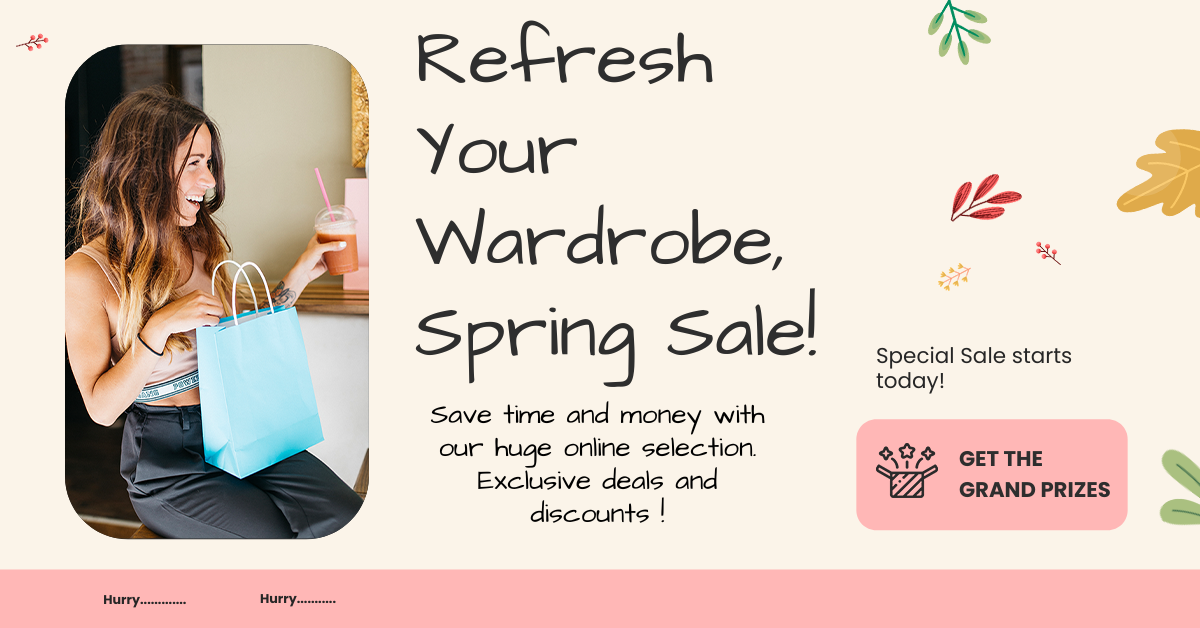 Refresh
Your
Wardrobe,
Spring Sale!
Save time and money with
our huge online selection.
Exclusive deals and
discounts !
Special Sale starts
today!
GET THE
GRAND PRIZES
Hurry............. Hurry...........